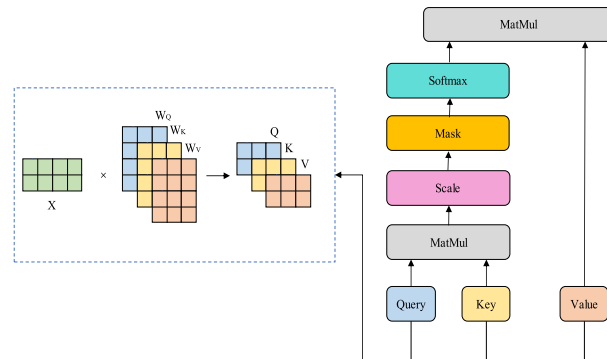 MatMul
Softmax
Mask
Scale
MatMul
Query
Key
Value
WQ
WK
WV
X
×
Q
K
V